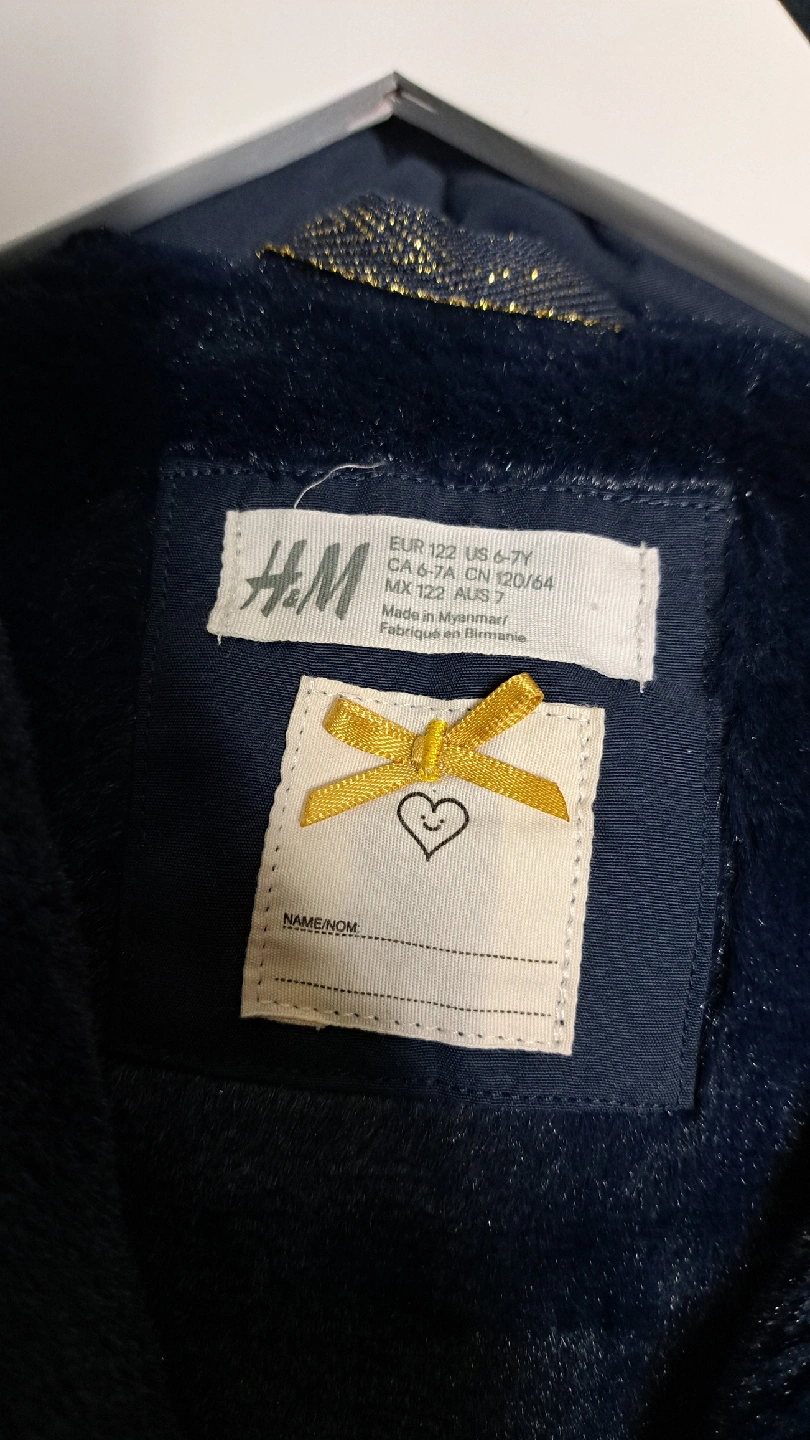 H&M
EUR 122 US 6-7Y
CA 6-7A CN 120/64
MX 122 AUS 7
Made in Myanmar/
Fabriqué en Birmanie
NAME/NOM: